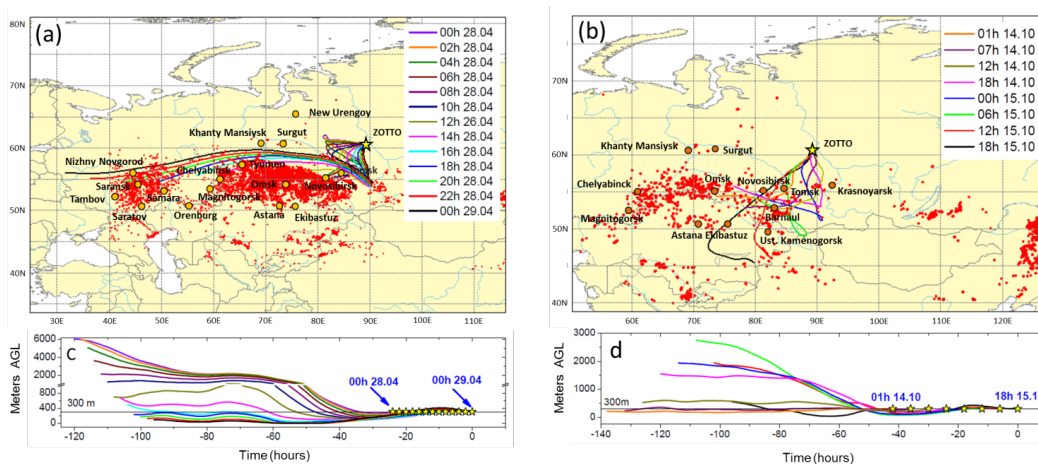 (a)
80N
70N
60N
50N
40N
30E 40E 50E 60E 70E 80E 90E 100E 110E
New Urengoy
Khanty Mansiysk Surgut
ZOTTO
Nizhny Novgorod
Chelyabinsk
Tyumen
Tomsk
Saransk
Omsk
Novosibirsk
Tambov
Samara
Magnitogorsk
Saratov
Orenburg
Astana
Ekibastuz
00h 28.04
02h 28.04
04h 28.04
06h 28.04
08h 28.04
10h 28.04
12h 26.04
14h 28.04
16h 28.04
18h 28.04
20h 28.04
22h 28.04
00h 29.04
(b)
70N
60N
50N
40N
60E 70E 80E 90E 100E 110E 120E
ZOTTO
Khanty Mansiysk
Surgut
Chelyabinck
Omsk
Novosibirsk
Tomsk
Krasnoyarsk
Magnitogorsk
Barnaul
Astana Ekibastuz
Ust. Kamenogorsk
01h 14.10
07h 14.10
12h 14.10
18h 14.10
00h 15.10
06h 15.10
12h 15.10
18h 15.10
c
Meters AGL
6000
4000
2000
800
400
0
300 m
00h 28.04
00h 29.04
-120 -100 -80 -60 -40 -20 0
Time (hours)
d
Meters AGL
3000
2000
1000
0
300m
01h 14.10
18h 15.1
-140 -120 -100 -80 -60 -40 -20 0
Time (hours)